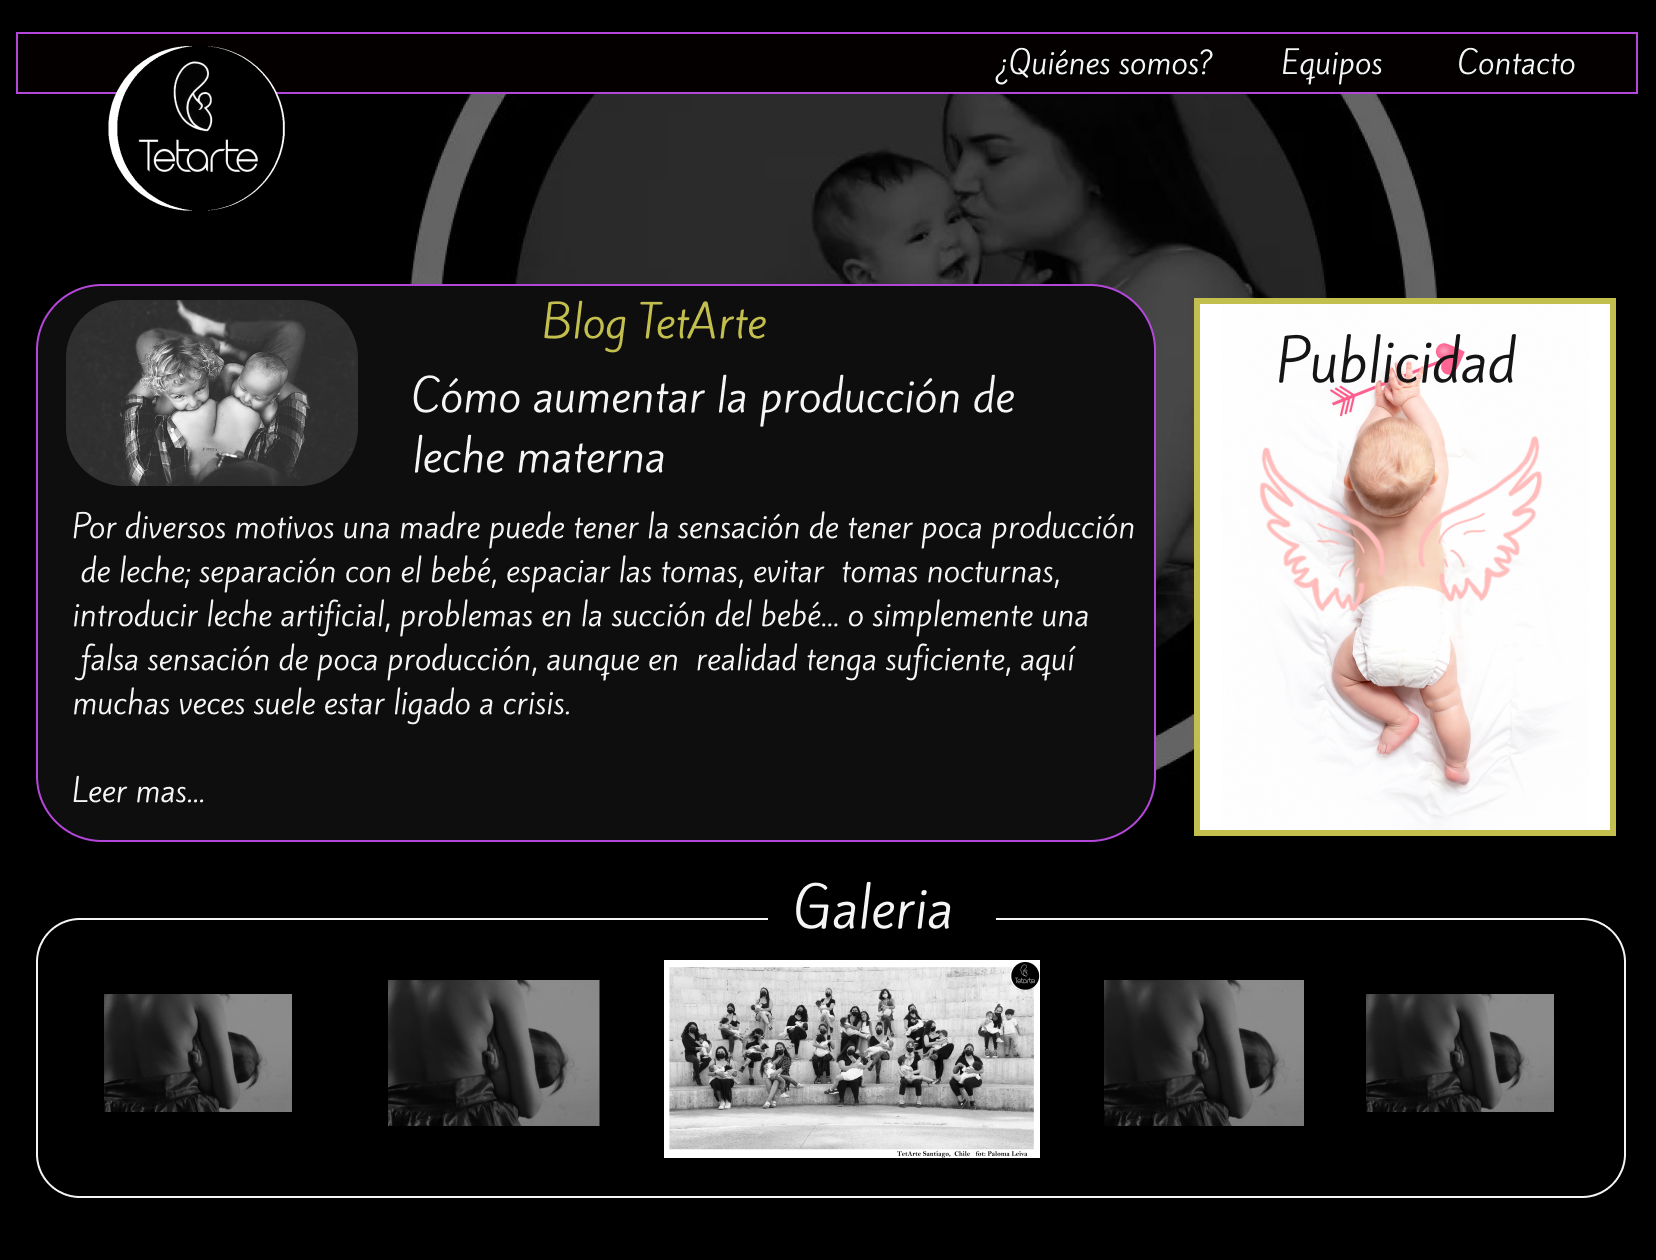 ¿Quiénes somos? Equipos Contacto
Tetarte
Blog TetArte
Cómo aumentar la producción de
leche materna
Por diversos motivos una madre puede tener la sensación de tener poca producción
de leche; separación con el bebé, espaciar las tomas, evitar tomas nocturnas,
introducir leche artificial, problemas en la succión del bebé... o simplemente una
falsa sensación de poca producción, aunque en realidad tenga suficiente, aquí
muchas veces suele estar ligado a crisis.
Leer mas...
Publicidad
Galeria
Tetarte
TetArte Santiago, Chile fot: Paloma Leiva